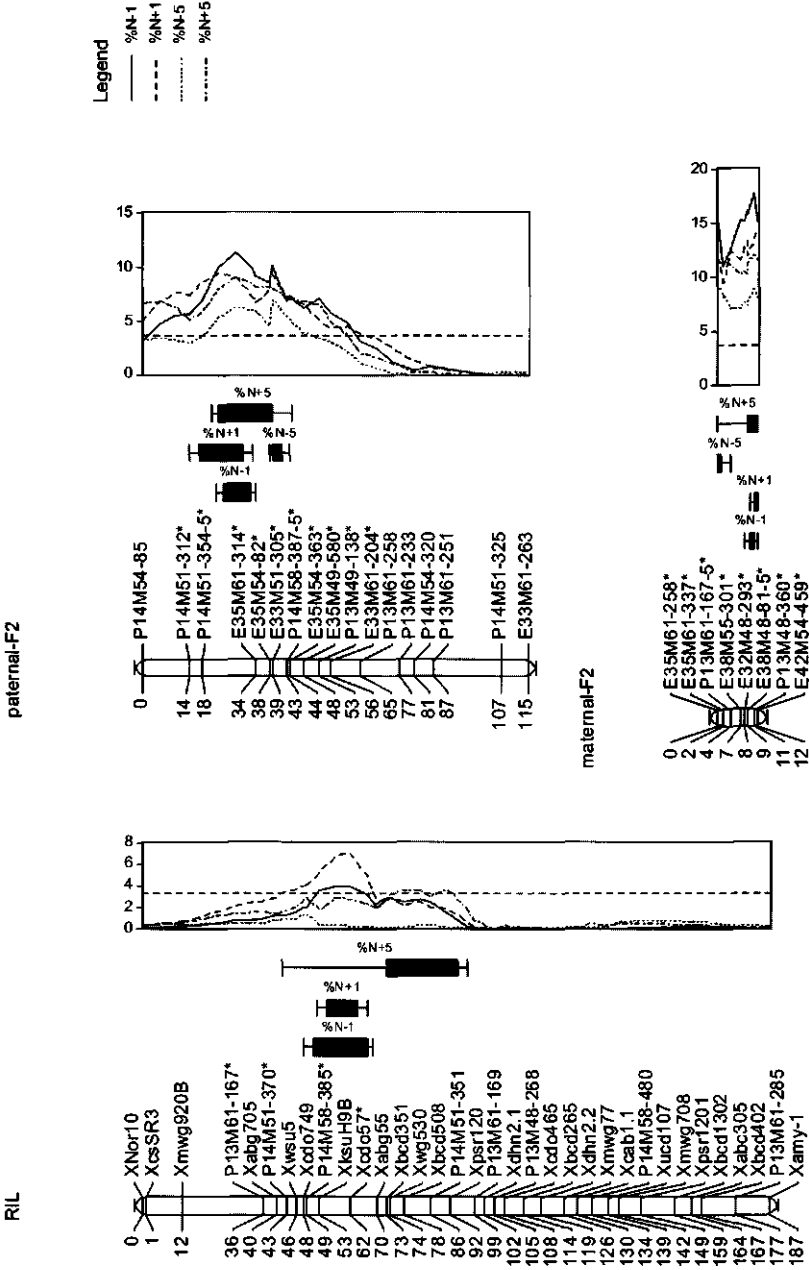 RIL
0 XNor10
1 XcsSR3
12 Xmwg920B
36 P13M61-167*
40 Xabg705
43 P14M51-370*
46 Xwsu5
48 Xcdo749
49 P14M58-385*
53 XksuH9B
62 Xcdo57*
70 Xabg55
73 Xbcd351
74 Xwg530
78 Xbcd508
86 P14M51-351
92 Xpsr120
99 P13M61-169
102 Xdhn2.1
105 P13M48-268
108 Xcdo465
114 Xbcd265
119 Xdhn2.2
126 Xmwg77
130 Xcab1.1
134 P14M58-480
139 Xucd107
142 Xmwg708
149 Xpsr1201
159 Xbcd1302
164 Xabc305
167 Xbcd402
177 P13M61-285
187 Xamy-1
%N-1
%N+1
%N+5
0 2 4 6 8
paternal-F2
0 P14M54-85
14 P14M51-312*
18 P14M51-354-5*
34 E35M61-314*
38 E35M54-82*
39 E33M51-305*
43 P14M58-387-5*
44 E35M54-363*
48 E35M49-580*
53 P13M49-138*
56 E33M61-204*
65 P13M61-258
77 P13M61-233
81 P14M54-320
87 P13M61-251
107 P14M51-325
115 E33M61-263
%N-1
%N+1
%N-5
%N+5
0 5 10 15
maternal-F2
0 E35M61-258*
2 E35M61-337*
4 P13M61-167-5*
7 E38M55-301*
8 E32M48-293*
9 E38M48-81-5*
11 P13M48-360*
12 E42M54-459*
%N-1
%N+1
%N-5
%N+5
0 5 10 15 20
Legend
%N-1
%N+1
%N-5
%N+5